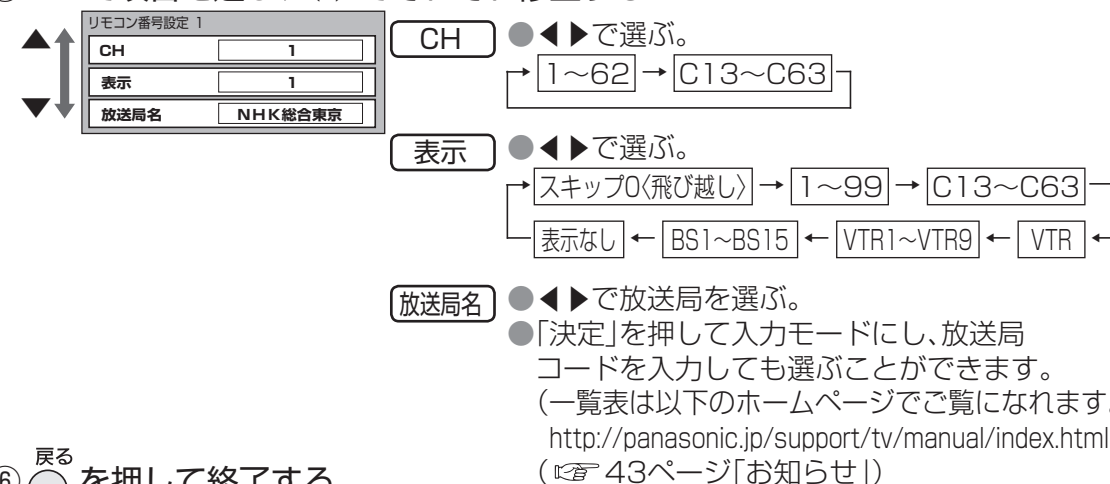 リモコン番号設定 1
CH 1
表示 1
放送局名 NHK総合東京
CH ●◀ ▶で選ぶ。
1～62 → C13～C63
表示 ●◀ ▶で選ぶ。
スキップ0〈飛び越し〉 → 1～99 → C13～C63
表示なし ← BS1～BS15 ← VTR1～VTR9 ← VTR ←
放送局名 ●◀ ▶で放送局を選ぶ。
●「決定」を押して入力モードにし、放送局
コードを入力しても選ぶことができます。
(一覧表は以下のホームページでご覧になれます。
http://panasonic.jp/support/tv/manual/index.html
(☞ 43ページ「お知らせ」)
戻る
⑥ を押して終了する